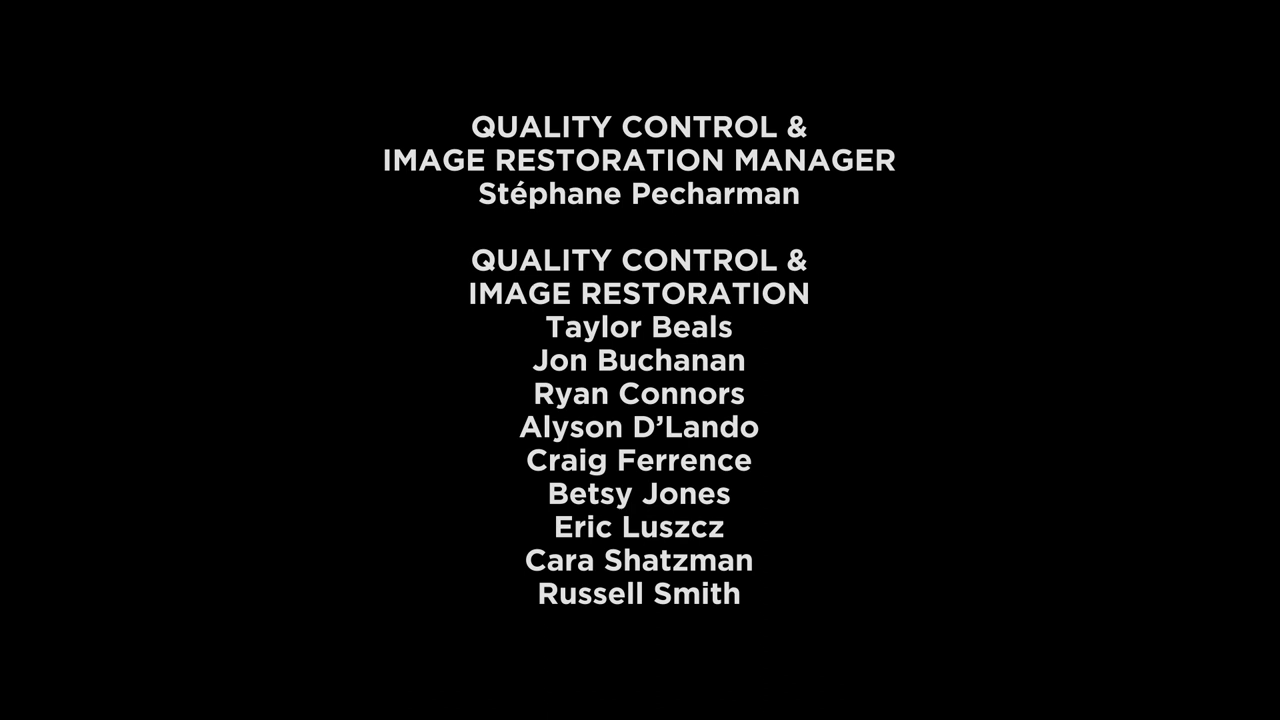 QUALITY CONTROL &
IMAGE RESTORATION MANAGER
Stéphane Pecharman
QUALITY CONTROL &
IMAGE RESTORATION
Taylor Beals
Jon Buchanan
Ryan Connors
Alyson D’Lando
Craig Ferrence
Betsy Jones
Eric Luszcz
Cara Shatzman
Russell Smith